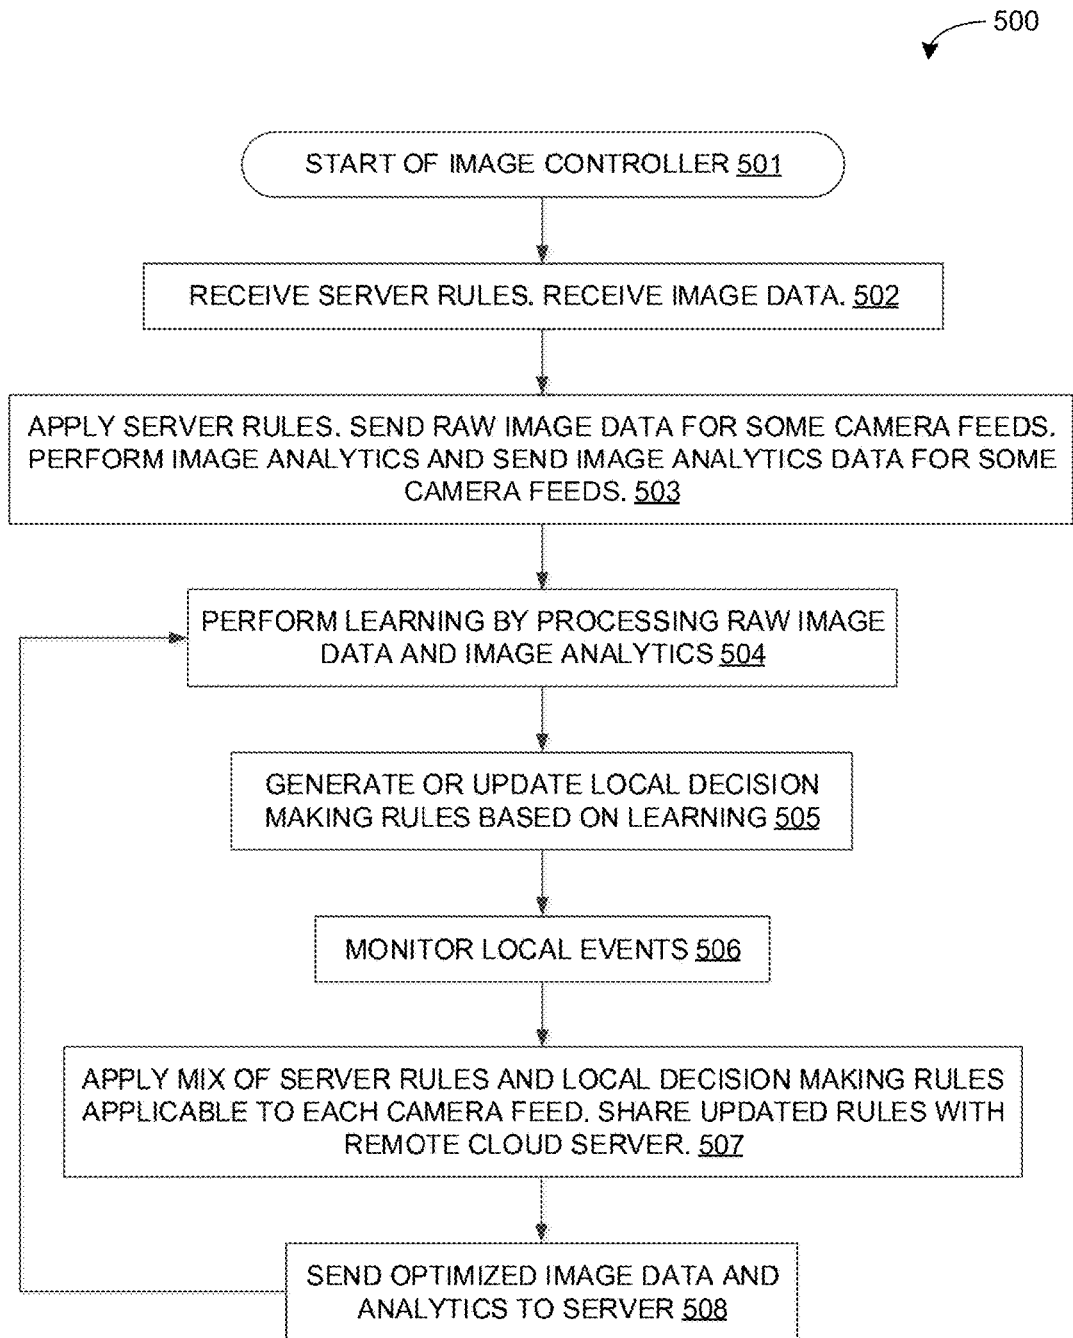 500
START OF IMAGE CONTROLLER 501
RECEIVE SERVER RULES. RECEIVE IMAGE DATA. 502
APPLY SERVER RULES. SEND RAW IMAGE DATA FOR SOME CAMERA FEEDS.
PERFORM IMAGE ANALYTICS AND SEND IMAGE ANALYTICS DATA FOR SOME
CAMERA FEEDS. 503
PERFORM LEARNING BY PROCESSING RAW IMAGE
DATA AND IMAGE ANALYTICS 504
GENERATE OR UPDATE LOCAL DECISION
MAKING RULES BASED ON LEARNING 505
MONITOR LOCAL EVENTS 506
APPLY MIX OF SERVER RULES AND LOCAL DECISION MAKING RULES
APPLICABLE TO EACH CAMERA FEED. SHARE UPDATED RULES WITH
REMOTE CLOUD SERVER. 507
SEND OPTIMIZED IMAGE DATA AND
ANALYTICS TO SERVER 508